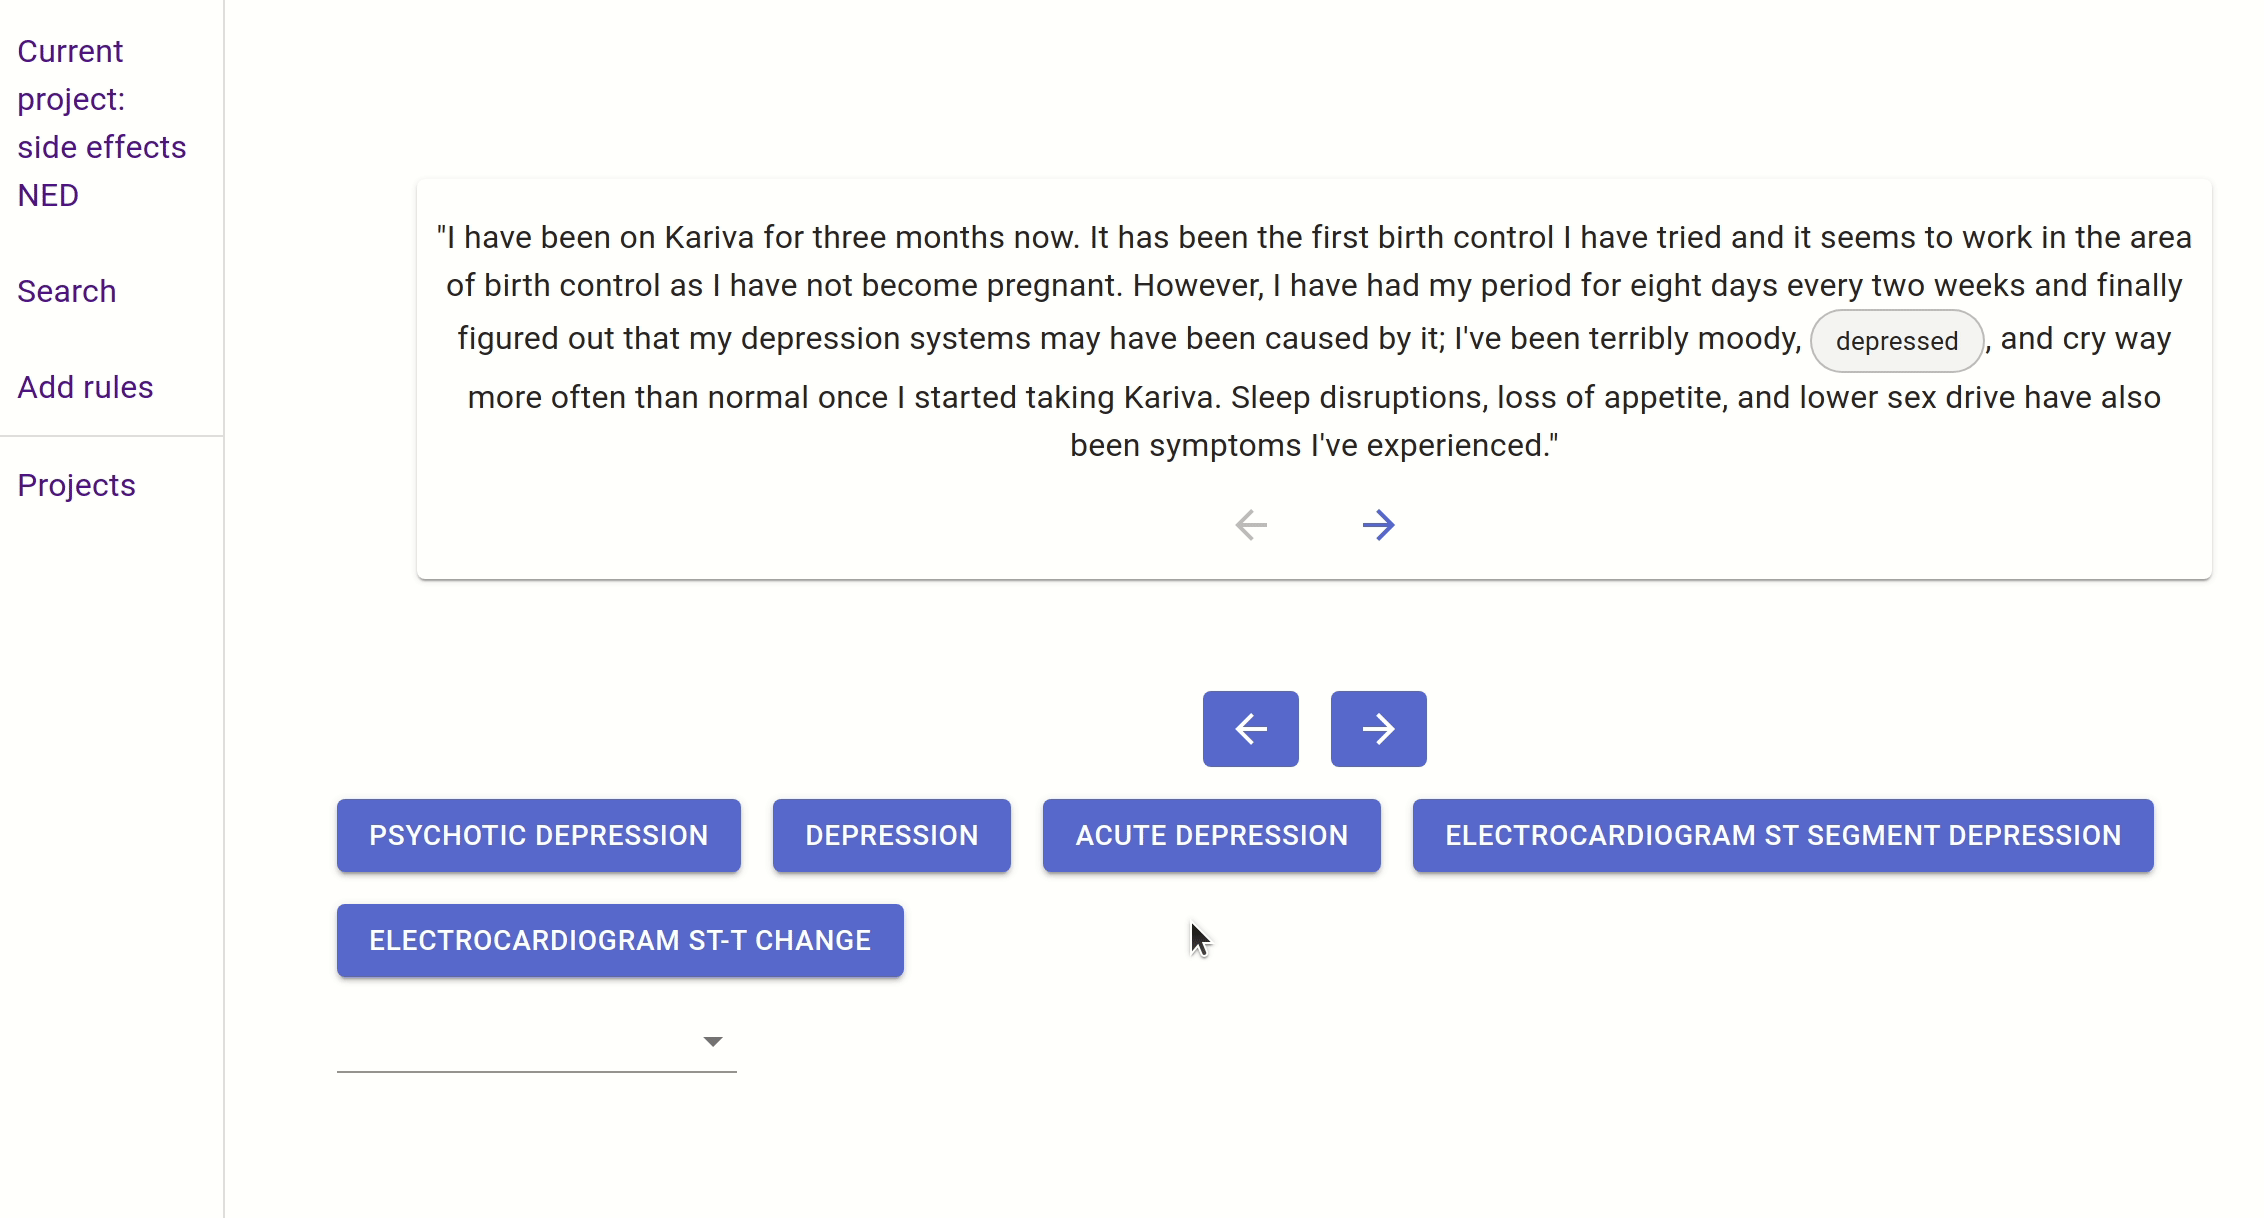 Current
project:
side effects
NED
Search
Add rules
Projects
"I have been on Kariva for three months now. It has been the first birth control I have tried and it seems to work in the area
of birth control as I have not become pregnant. However, I have had my period for eight days every two weeks and finally
figured out that my depression systems may have been caused by it; I've been terribly moody, depressed, and cry way
more often than normal once I started taking Kariva. Sleep disruptions, loss of appetite, and lower sex drive have also
been symptoms I've experienced."
PSYCHOTIC DEPRESSION DEPRESSION ACUTE DEPRESSION ELECTROCARDIOGRAM ST SEGMENT DEPRESSION
ELECTROCARDIOGRAM ST-T CHANGE